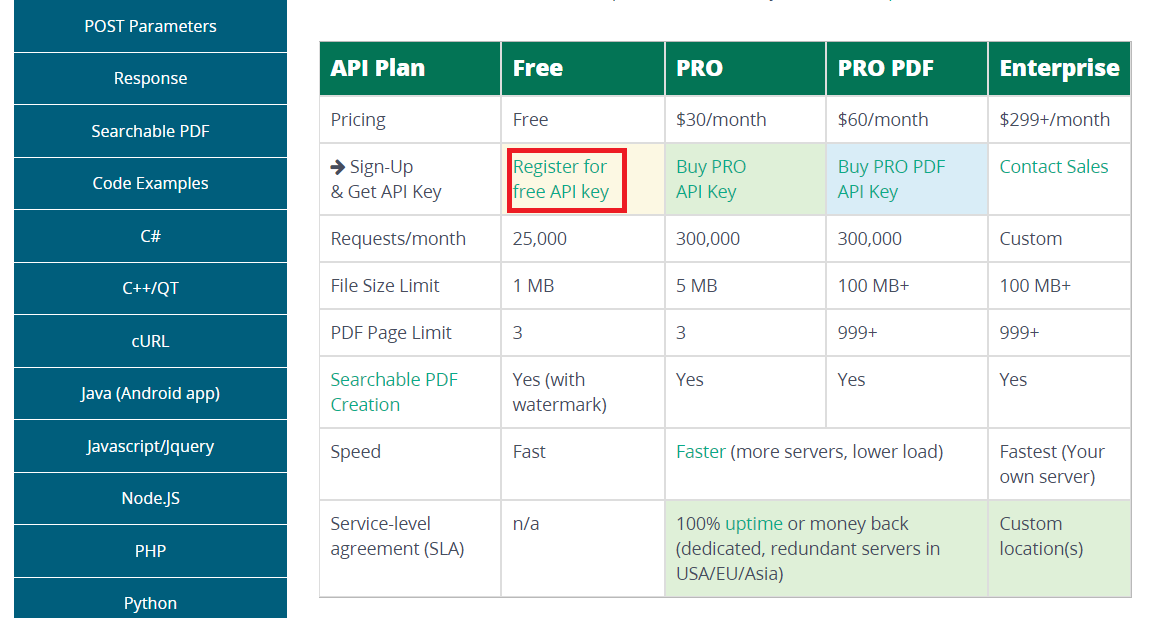 POST Parameters
Response
Searchable PDF
Code Examples
C#
C++/QT
cURL
Java (Android app)
Javascript/Jquery
Node.JS
PHP
Python
API Plan Free PRO PRO PDF Enterprise
Pricing Free $30/month $60/month $299+/month
➔ Sign-Up Register for Buy PRO Buy PRO PDF Contact Sales
& Get API Key free API key API Key API Key
Requests/month 25,000 300,000 300,000 Custom
File Size Limit 1 MB 5 MB 100 MB+ 100 MB+
PDF Page Limit 3 3 999+ 999+
Searchable PDF Yes (with Yes Yes Yes
Creation watermark)
Speed Fast Faster (more servers, lower load) Fastest (Your
own server)
Service-level n/a 100% uptime or money back Custom
agreement (SLA) (dedicated, redundant servers in location(s)
USA/EU/Asia)